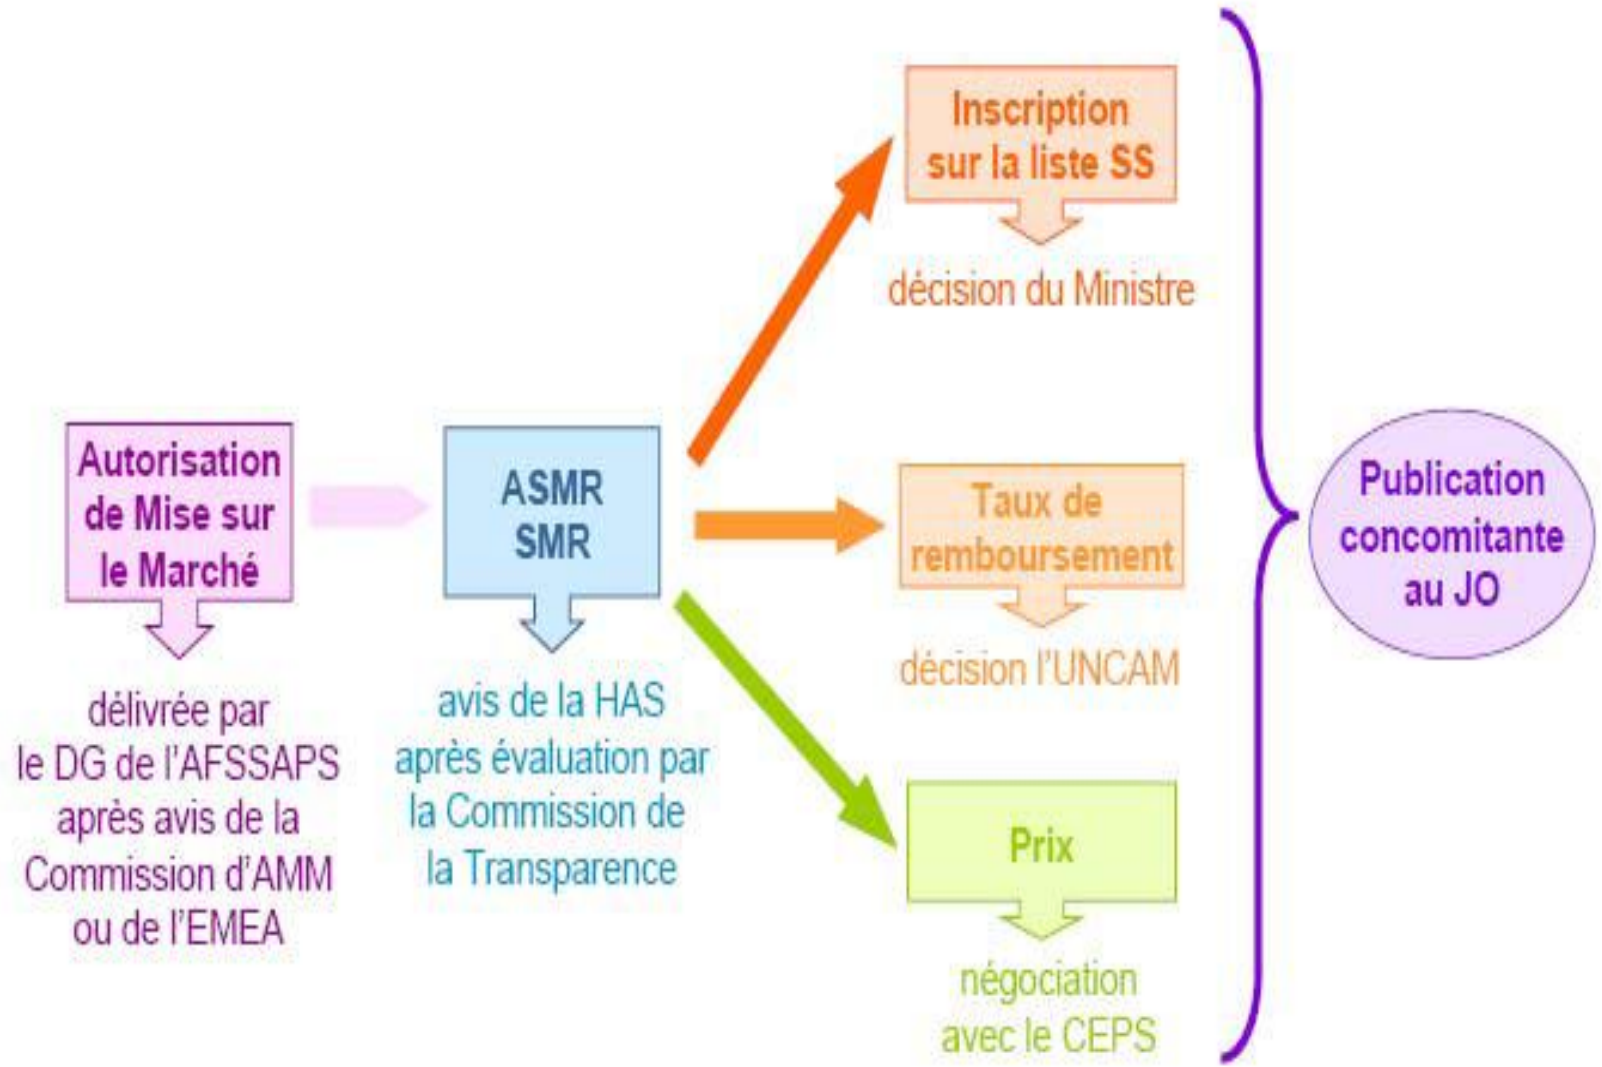 Autorisation
de Mise sur
le Marché
délivrée par
le DG de l'AFSSAPS
après avis de la
Commission d'AMM
ou de l'EMEA
ASMR
SMR
avis de la HAS
après évaluation par
la Commission de
la Transparence
Inscription
sur la liste SS
décision du Ministre
Taux de
remboursement
décision l'UNCAM
Prix
négociation
avec le CEPS
Publication
concomitante
au JO